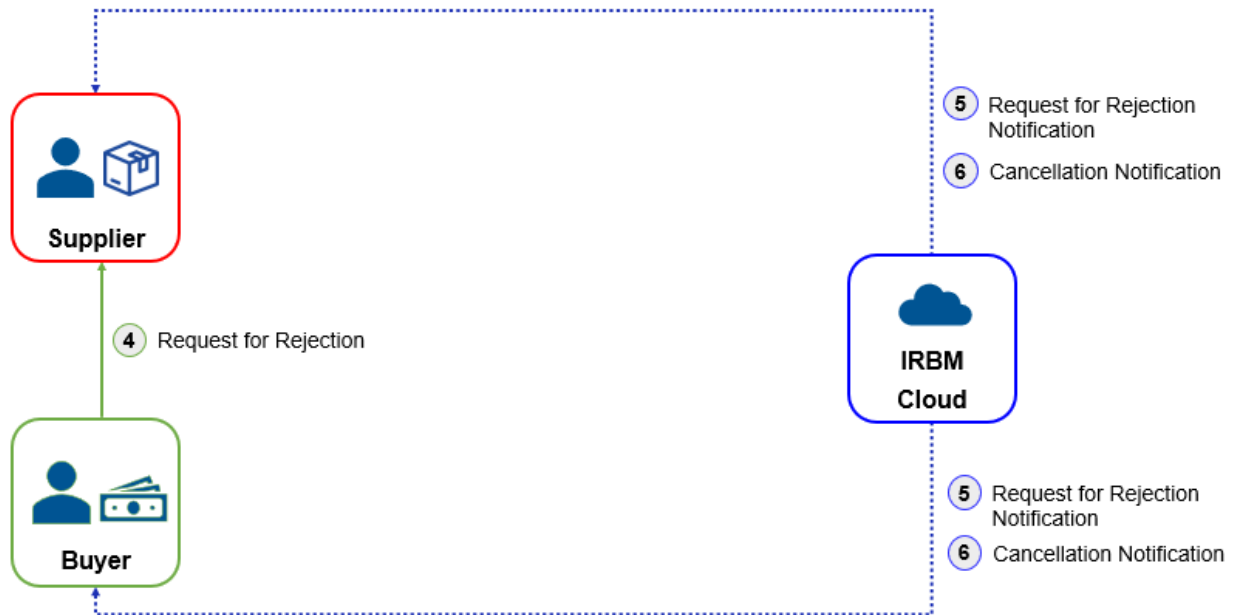 5 Request for Rejection
Notification
6 Cancellation Notification
Supplier
4 Request for Rejection
IRBM
Cloud
5 Request for Rejection
Notification
6 Cancellation Notification
Buyer